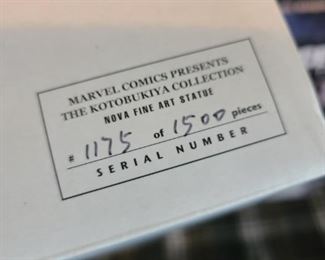 MARVEL COMICS PRESENTS
THE KOTOBUKIYA COLLECTION
NOVA FINE ART STATUE
# 1175 of 1500 pieces
SERIAL NUMBER